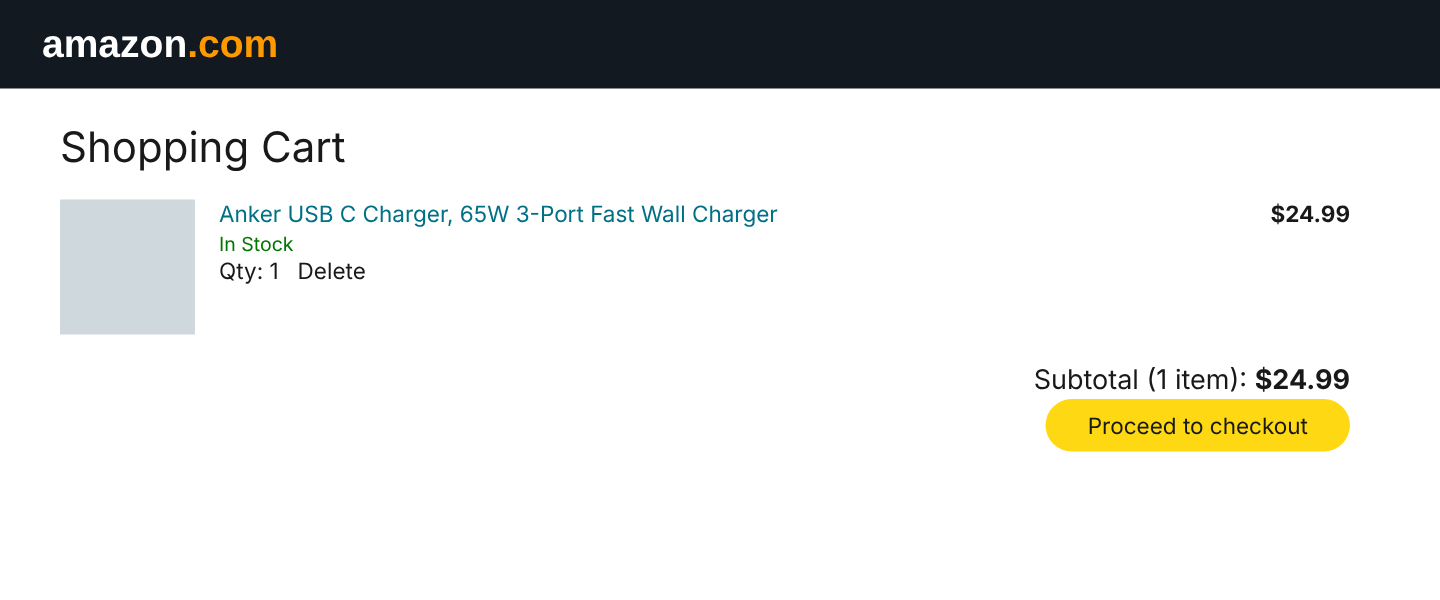 amazon.com
Shopping Cart
Anker USB C Charger, 65W 3-Port Fast Wall Charger $24.99
In Stock
Qty: 1 Delete
Subtotal (1 item): $24.99
Proceed to checkout